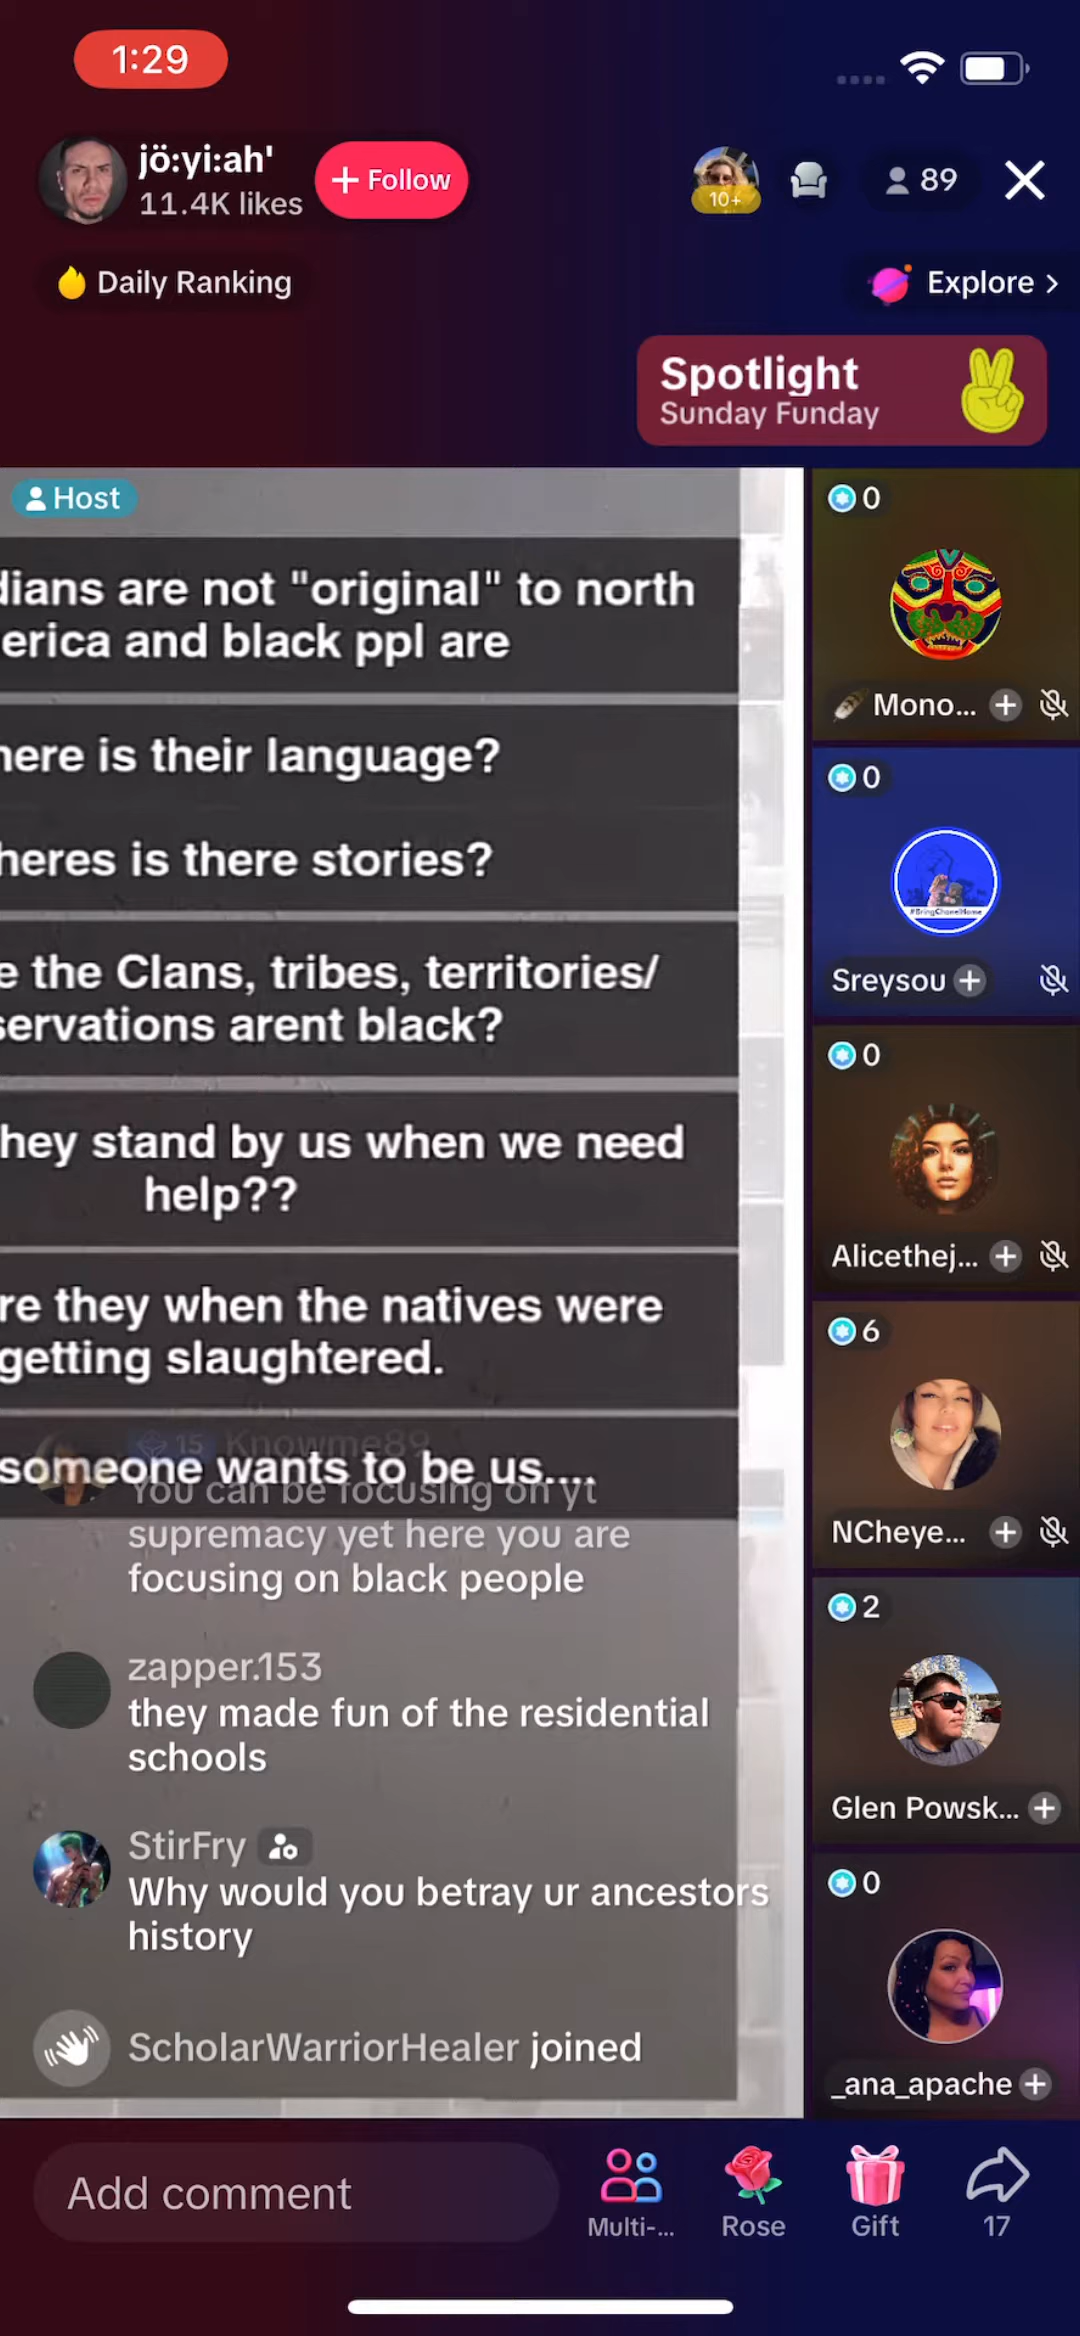 1:29
jö:yi:ah'
11.4K likes
+ Follow
10+
89
Daily Ranking
Explore >
Spotlight
Sunday Funday
Host
dians are not "original" to north
erica and black ppl are
here is their language?
heres is there stories?
e the Clans, tribes, territories/
servations arent black?
hey stand by us when we need
help??
re they when the natives were
getting slaughtered.
someone wants to be us....
15 Knowme89
You can be focusing on yt
supremacy yet here you are
focusing on black people
zapper.153
they made fun of the residential
schools
StirFry
Why would you betray ur ancestors
history
ScholarWarriorHealer joined
0
Mono...
0
#BringChanelHome
Sreysou
0
Alicethej...
6
NCheye...
2
Glen Powsk...
0
_ana_apache
Add comment
Multi-...
Rose
Gift
17